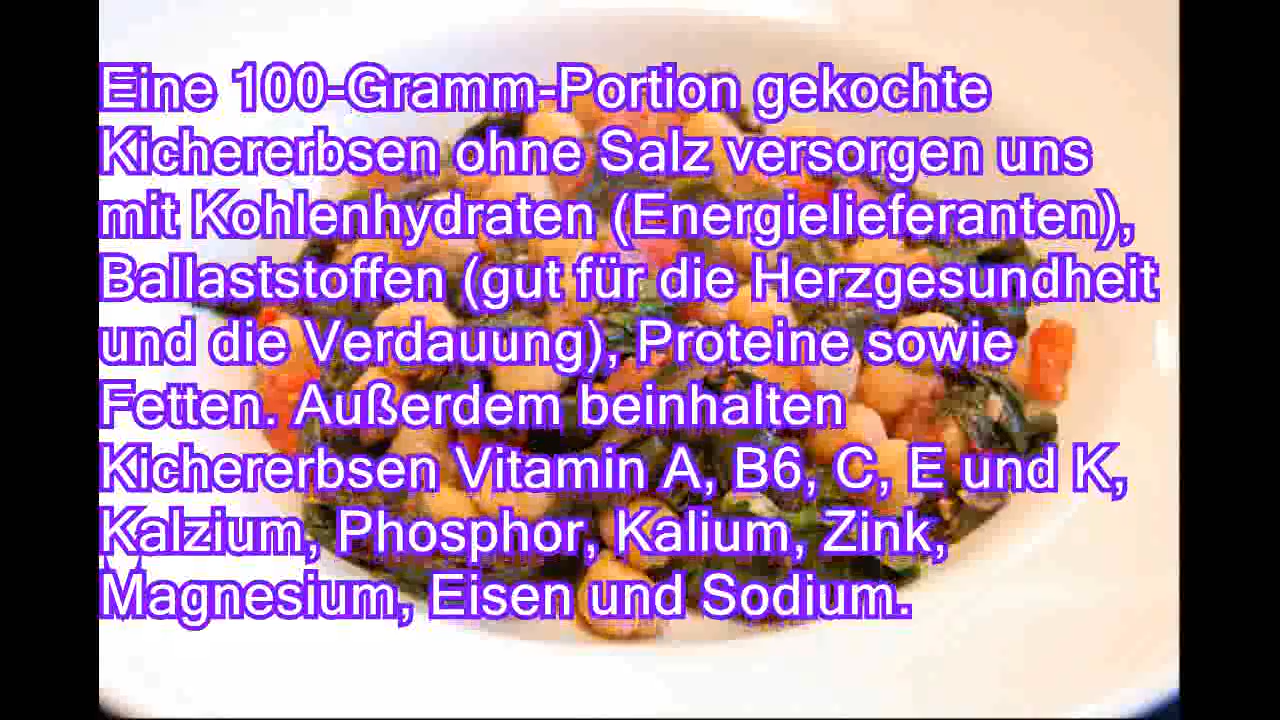 Eine 100-Gramm-Portion gekochte
Kichererbsen ohne Salz versorgen uns
mit Kohlenhydraten (Energielieferanten),
Ballaststoffen (gut für die Herzgesundheit
und die Verdauung), Proteine sowie
Fetten. Außerdem beinhalten
Kichererbsen Vitamin A, B6, C, E und K,
Kalzium, Phosphor, Kalium, Zink,
Magnesium, Eisen und Sodium.